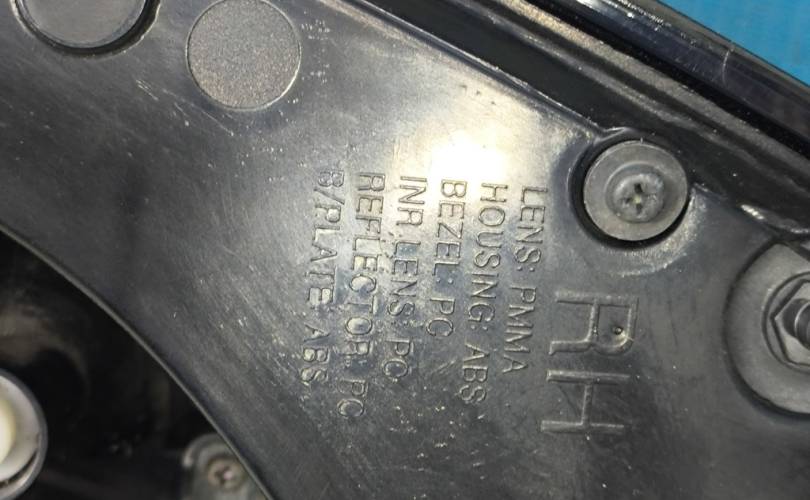 RH
LENS: PMMA
HOUSING: ABS
BEZEL: PC
INR LENS: PC
REFLECTOR: PC
B/PLATE: ABS